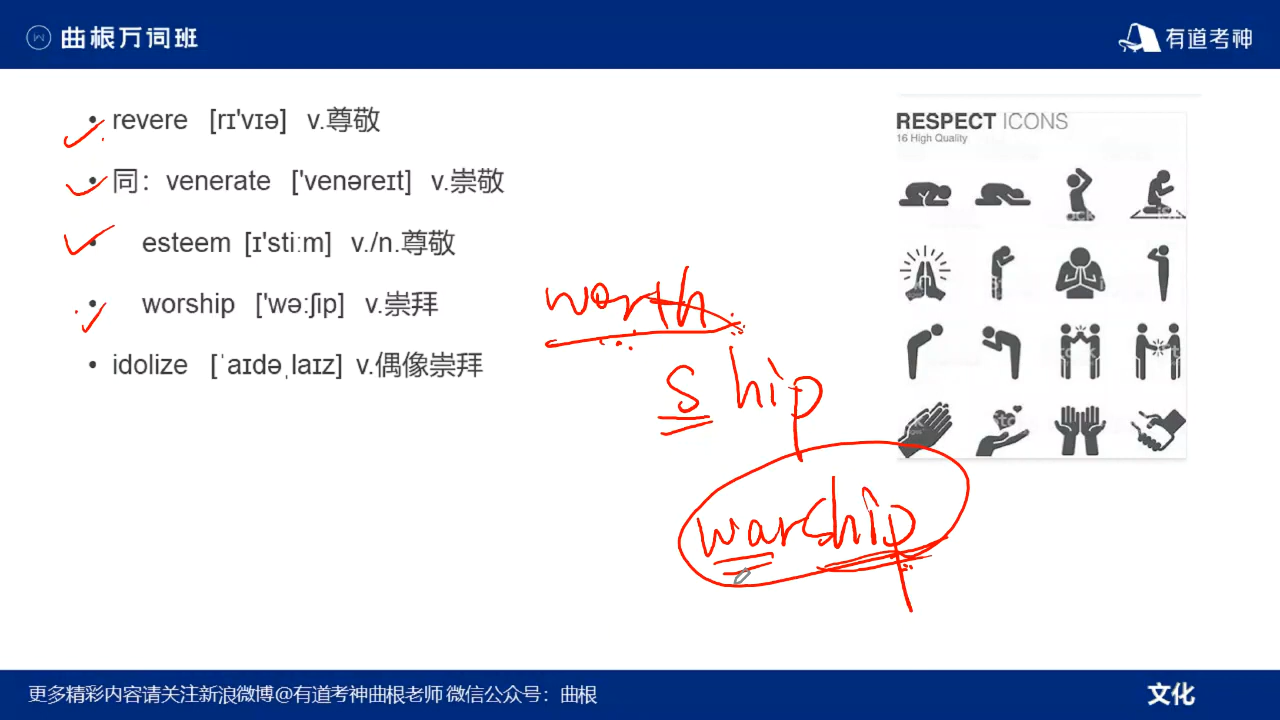 曲根万词班
有道考神
• revere [rɪ'vɪə] v.尊敬
• 同：venerate ['venəreɪt] v.崇敬
• esteem [ɪ'stiːm] v./n.尊敬
• worship ['wəːʃɪp] v.崇拜
• idolize [ˈaɪdəˌlaɪz] v.偶像崇拜
RESPECT ICONS
16 High Quality
worth
ship
warship
更多精彩内容请关注新浪微博@有道考神曲根老师 微信公众号：曲根
文化